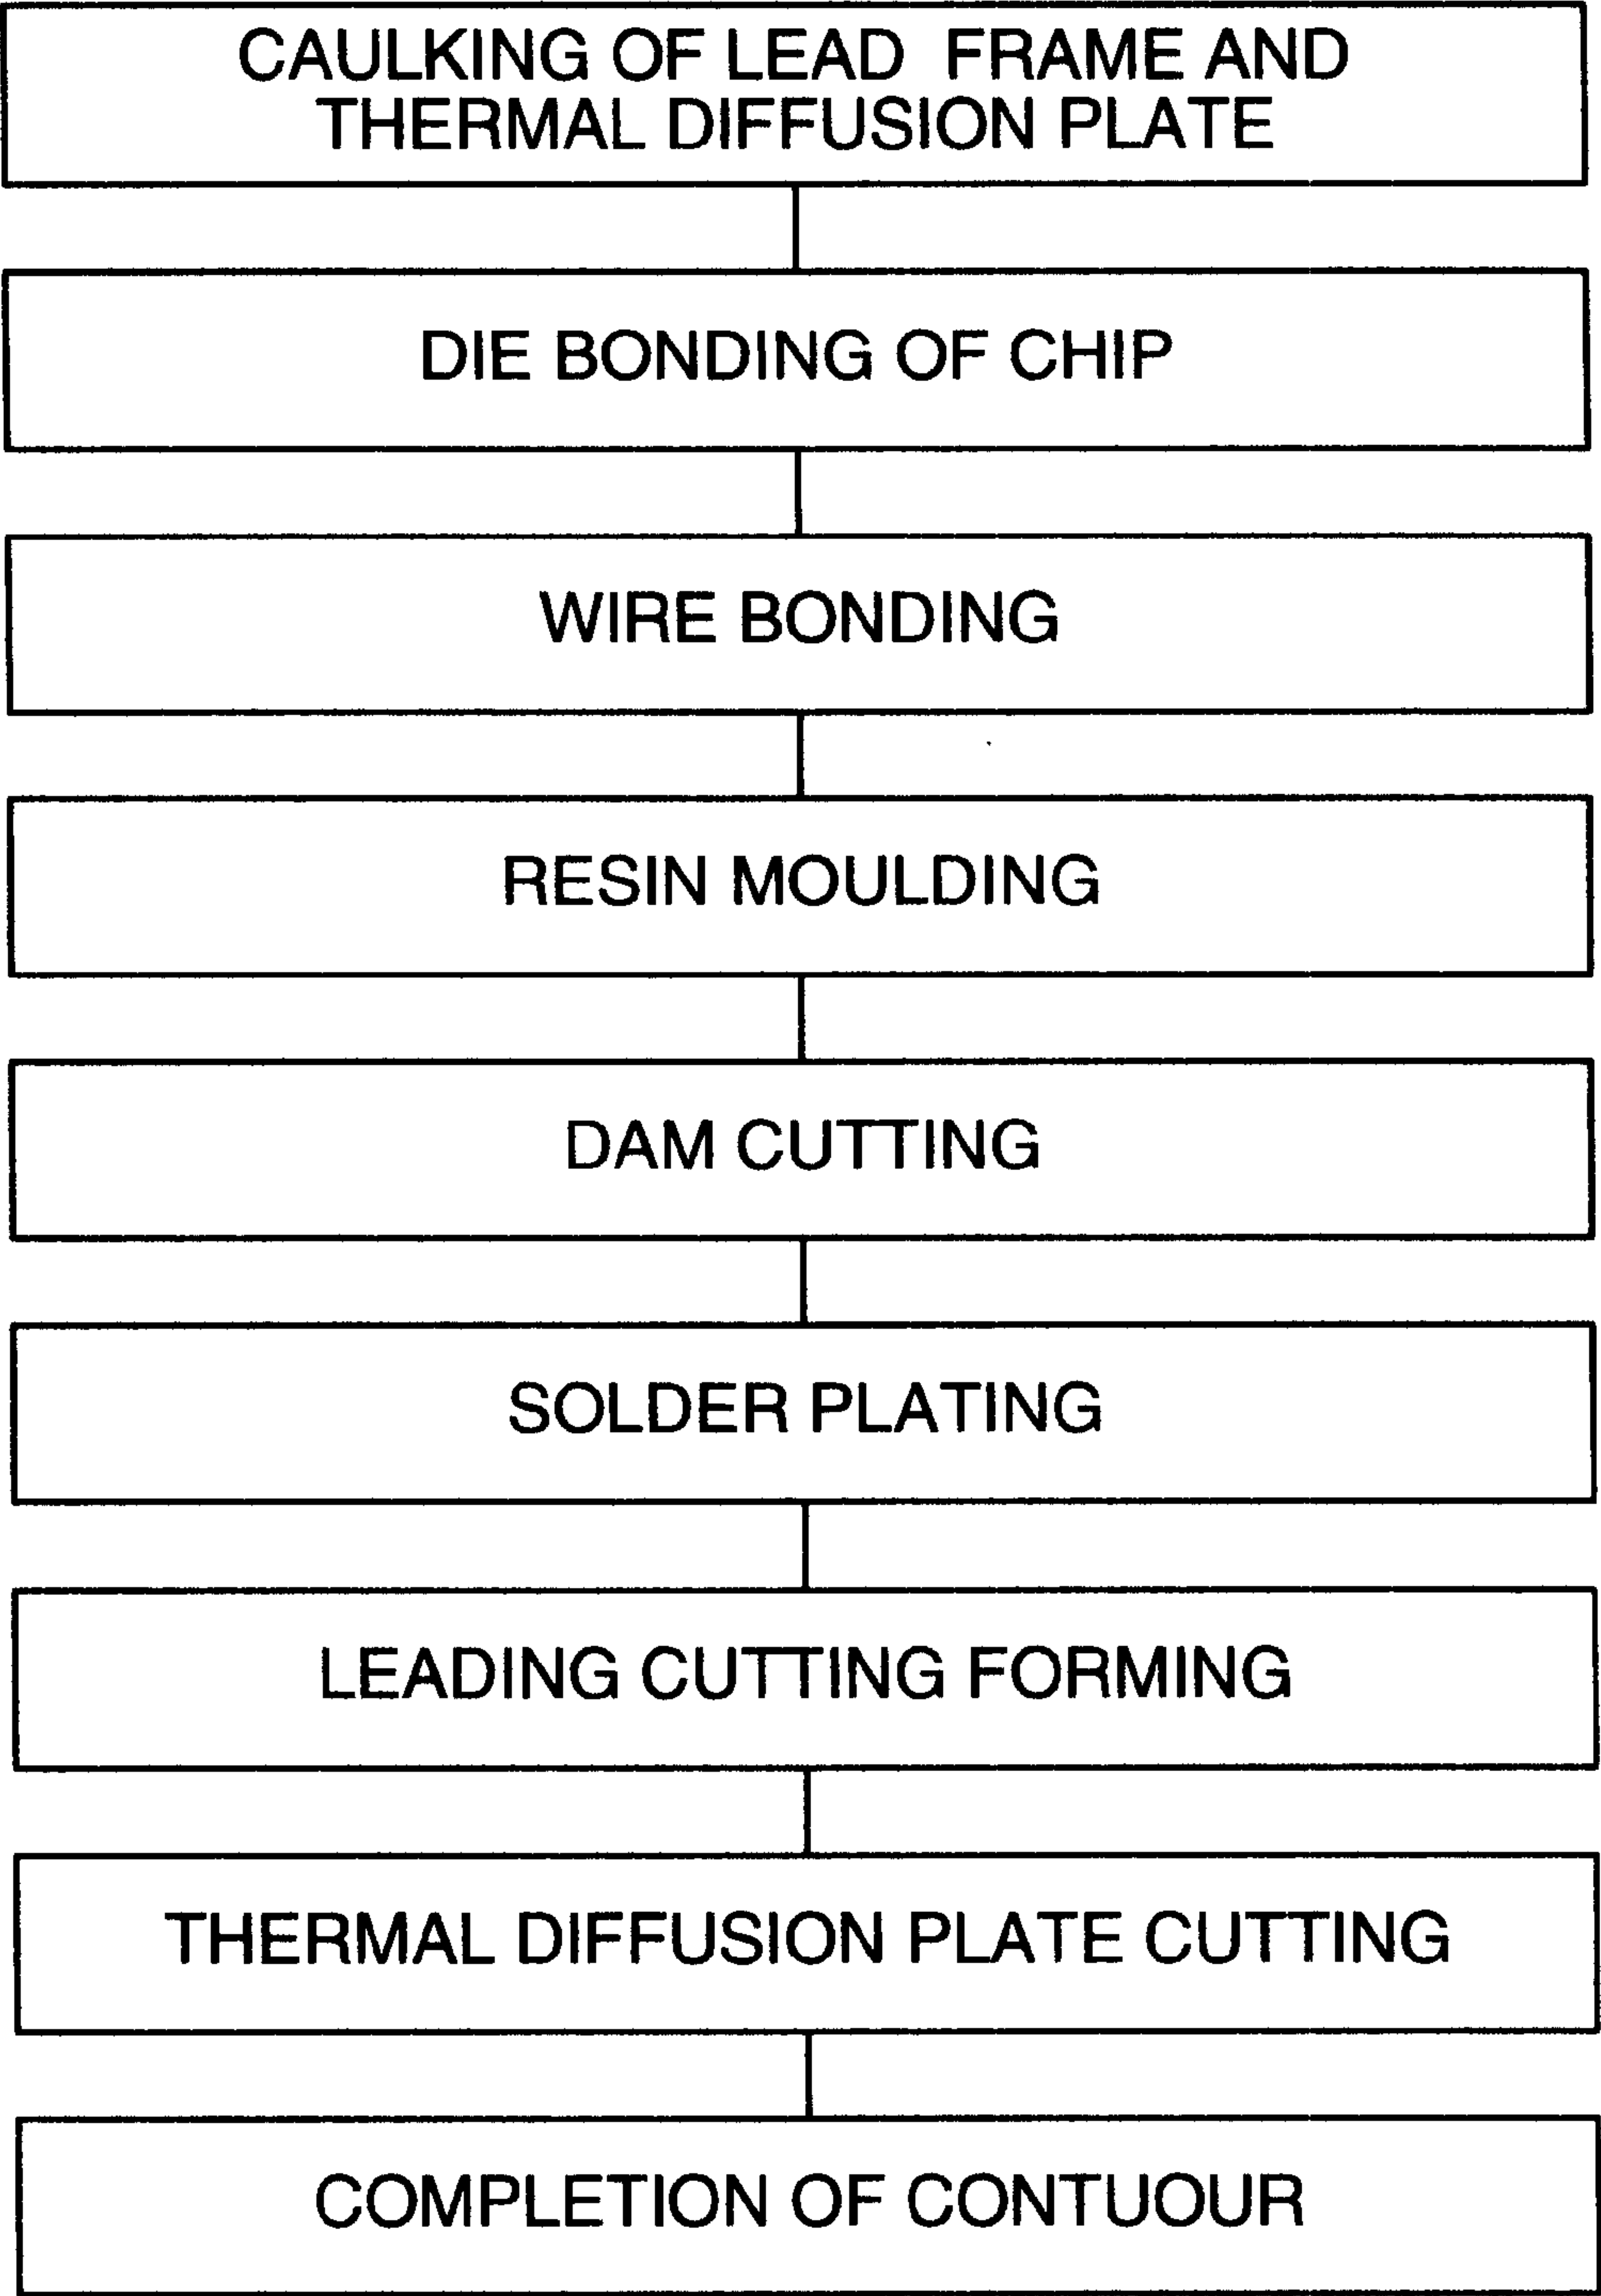 CAULKING OF LEAD FRAME AND
THERMAL DIFFUSION PLATE
DIE BONDING OF CHIP
WIRE BONDING
RESIN MOULDING
DAM CUTTING
SOLDER PLATING
LEADING CUTTING FORMING
THERMAL DIFFUSION PLATE CUTTING
COMPLETION OF CONTUOUR